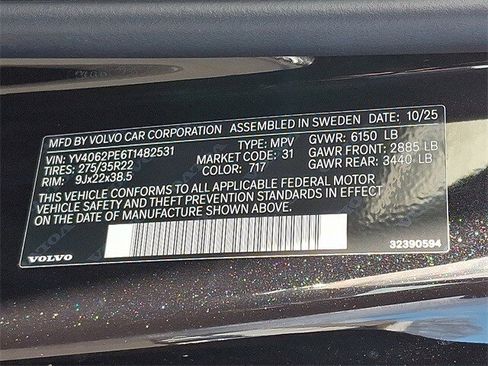 MFD BY VOLVO CAR CORPORATION ASSEMBLED IN SWEDEN DATE: 10/25
VIN: YV4062PE6T1482531 TYPE: MPV GVWR: 6150 LB
TIRES: 275/35R22 MARKET CODE: 31 GAWR FRONT: 2885 LB
RIM: 9Jx22x38.5 COLOR: 717 GAWR REAR: 3440 LB
THIS VEHICLE CONFORMS TO ALL APPLICABLE FEDERAL MOTOR
VEHICLE SAFETY AND THEFT PREVENTION STANDARDS IN EFFECT
ON THE DATE OF MANUFACTURE SHOWN ABOVE.
VOLVO 32390594